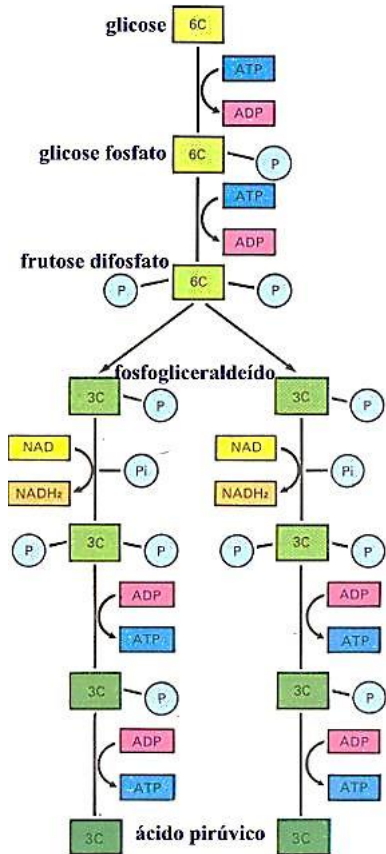 glicose 6C
ATP
ADP
glicose fosfato 6C P
ATP
ADP
frutose difosfato
P 6C P
fosfogliceraldeído
3C P 3C P
NAD NAD
Pi Pi
NADH₂ NADH₂
P 3C P P 3C P
ADP ADP
ATP ATP
3C P 3C P
ADP ADP
ATP ATP
3C ácido pirúvico 3C